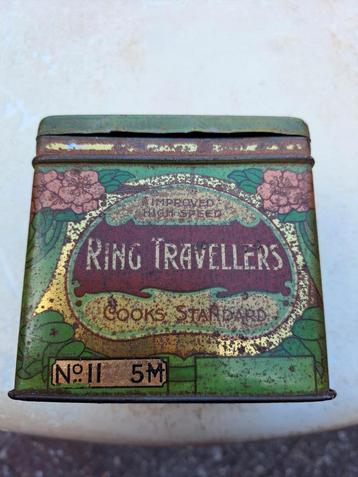 IMPROVED
HIGH SPEED
RING TRAVELLERS
COOKS STANDARD
No 11 5M